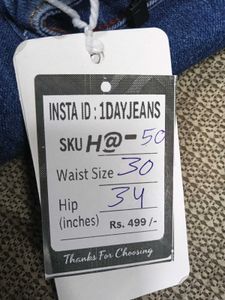 INSTA ID : 1DAYJEANS
SKU H@-50
Waist Size 30
Hip 34
(inches) Rs. 499 /-
Thanks For Choosing